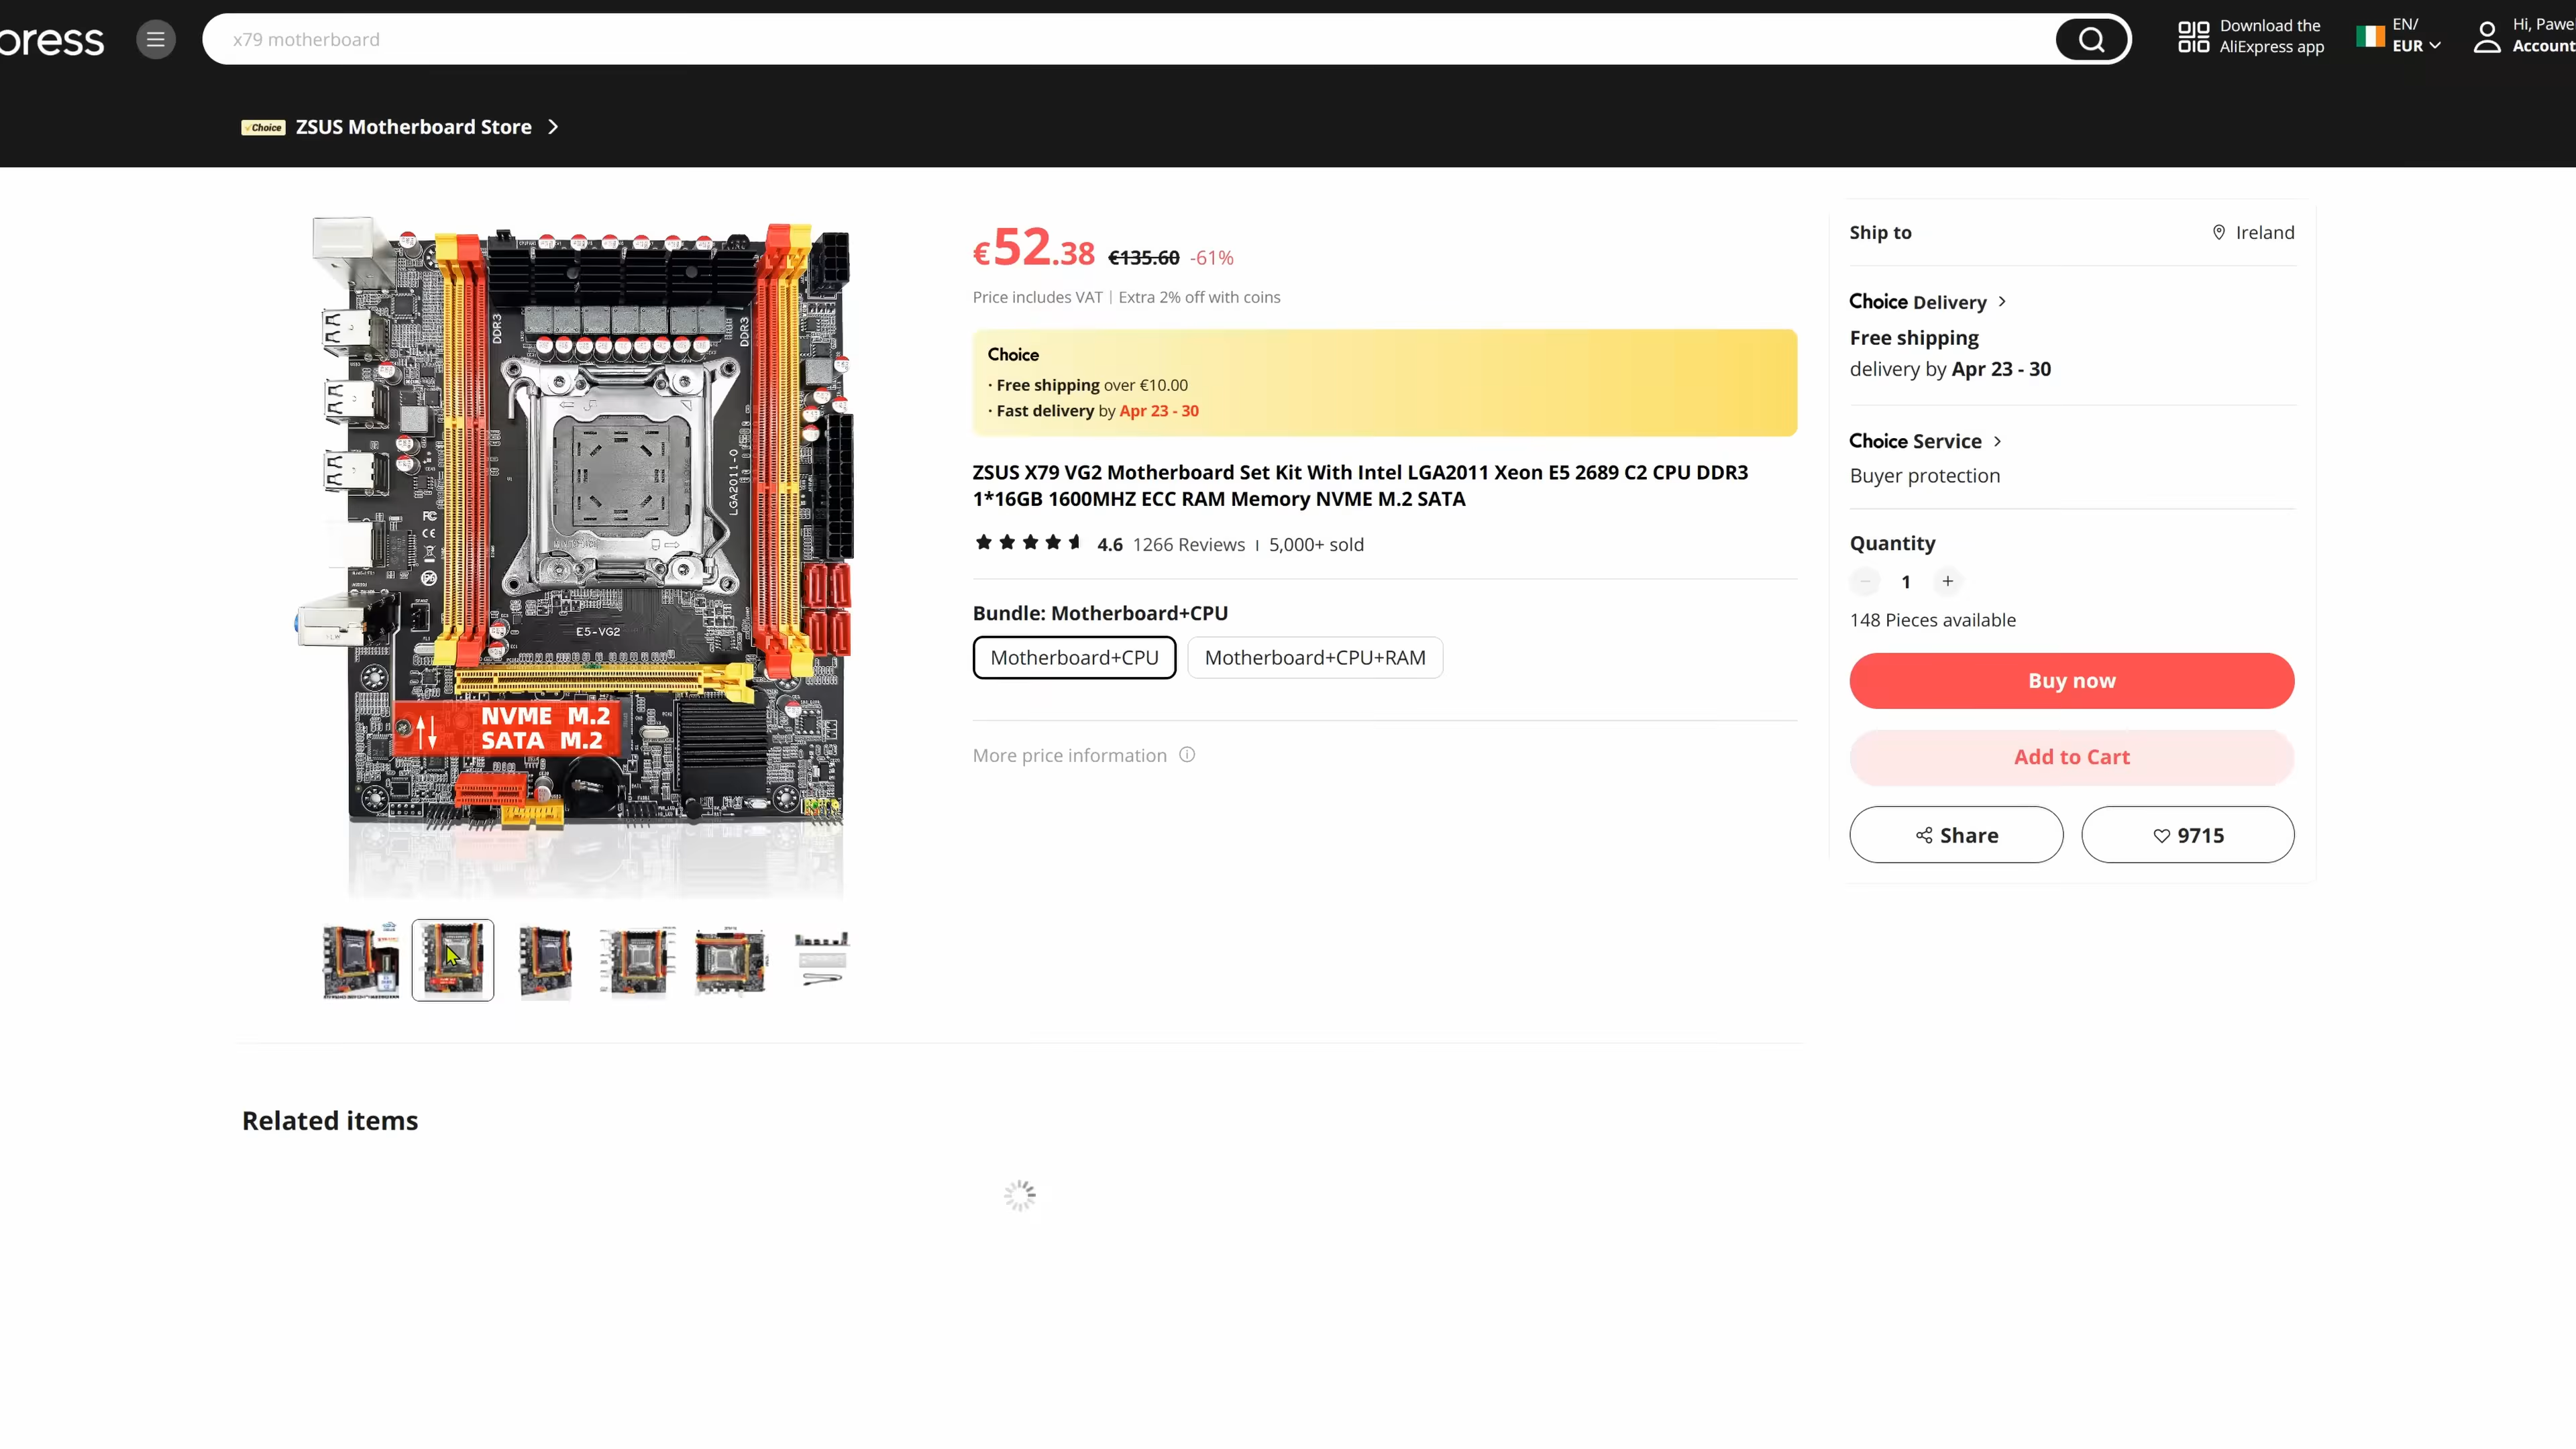 press
x79 motherboard
Download the
AliExpress app
EN/
EUR
Hi, Pawe
Account
Choice ZSUS Motherboard Store
DDR3
DDR3
LGA2011-0
FC
CE
E5-VG2
NVME M.2
SATA M.2
€52.38 €135.60 -61%
Price includes VAT | Extra 2% off with coins
Choice
· Free shipping over €10.00
· Fast delivery by Apr 23 - 30
ZSUS X79 VG2 Motherboard Set Kit With Intel LGA2011 Xeon E5 2689 C2 CPU DDR3
1*16GB 1600MHZ ECC RAM Memory NVME M.2 SATA
4.6 1266 Reviews | 5,000+ sold
Bundle: Motherboard+CPU
Motherboard+CPU
Motherboard+CPU+RAM
More price information
Ship to
Ireland
Choice Delivery
Free shipping
delivery by Apr 23 - 30
Choice Service
Buyer protection
Quantity
− 1 +
148 Pieces available
Buy now
Add to Cart
Share
9715
Related items